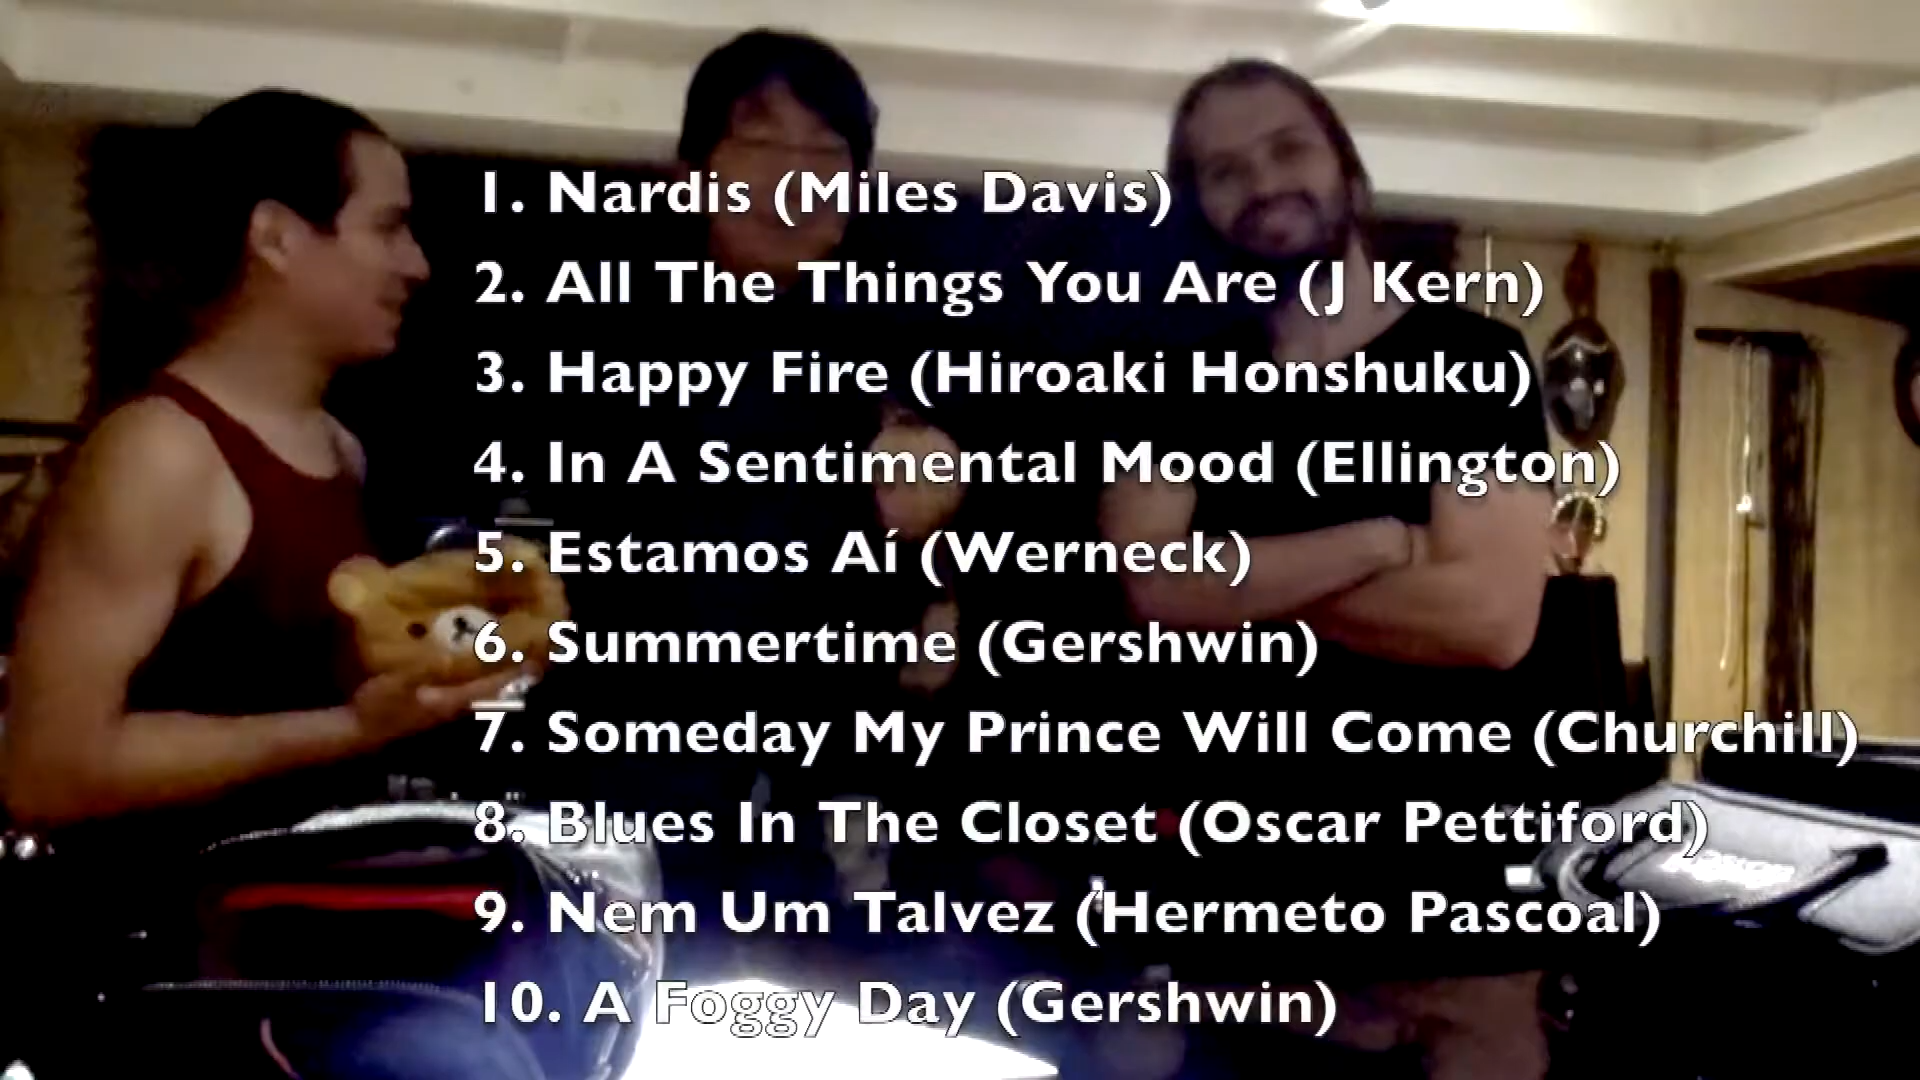 1. Nardis (Miles Davis)
2. All The Things You Are (J Kern)
3. Happy Fire (Hiroaki Honshuku)
4. In A Sentimental Mood (Ellington)
5. Estamos Aí (Werneck)
6. Summertime (Gershwin)
7. Someday My Prince Will Come (Churchill)
8. Blues In The Closet (Oscar Pettiford)
9. Nem Um Talvez (Hermeto Pascoal)
10. A Foggy Day (Gershwin)